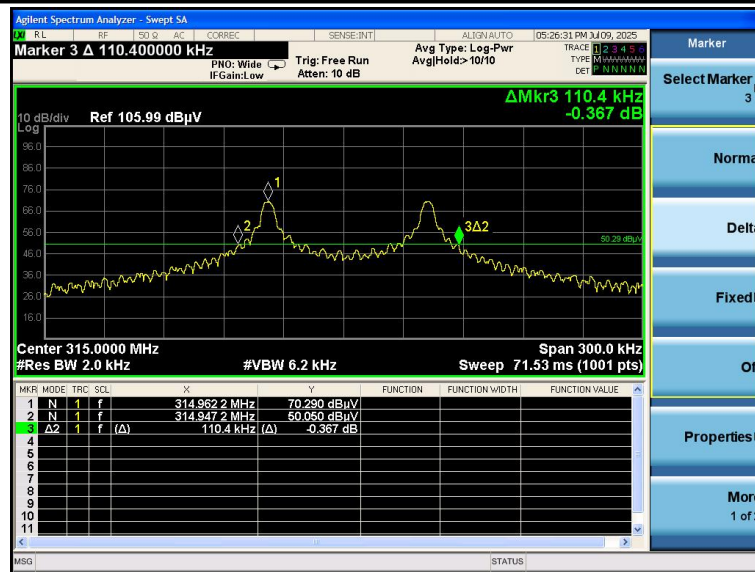 Agilent Spectrum Analyzer - Swept SA
LXI RL RF 50 Ω AC CORREC SENSE:INT ALIGN AUTO 05:26:31 PM Jul 09, 2025
Marker 3 Δ 110.400000 kHz
PNO: Wide
IFGain:Low
Trig: Free Run
Atten: 10 dB
Avg Type: Log-Pwr
Avg|Hold:>10/10
TRACE 1 2 3 4 5 6
TYPE M
DET P N N N N N
ΔMkr3 110.4 kHz
-0.367 dB
10 dB/div Ref 105.99 dBµV
Log
96.0
86.0
76.0
66.0
56.0
46.0
36.0
26.0
16.0
1
2
3Δ2
50.29 dBµV
Center 315.0000 MHz Span 300.0 kHz
#Res BW 2.0 kHz #VBW 6.2 kHz Sweep 71.53 ms (1001 pts)
MKR MODE TRC SCL X Y FUNCTION FUNCTION WIDTH FUNCTION VALUE
1 N 1 f 314.962 2 MHz 70.290 dBµV
2 N 1 f 314.947 2 MHz 50.050 dBµV
3 Δ2 1 f (Δ) 110.4 kHz (Δ) -0.367 dB
4
5
6
7
8
9
10
11
MSG STATUS
Marker
Select Marker
3
Norma
Delta
Fixed
Of
Properties
More
1 of 2